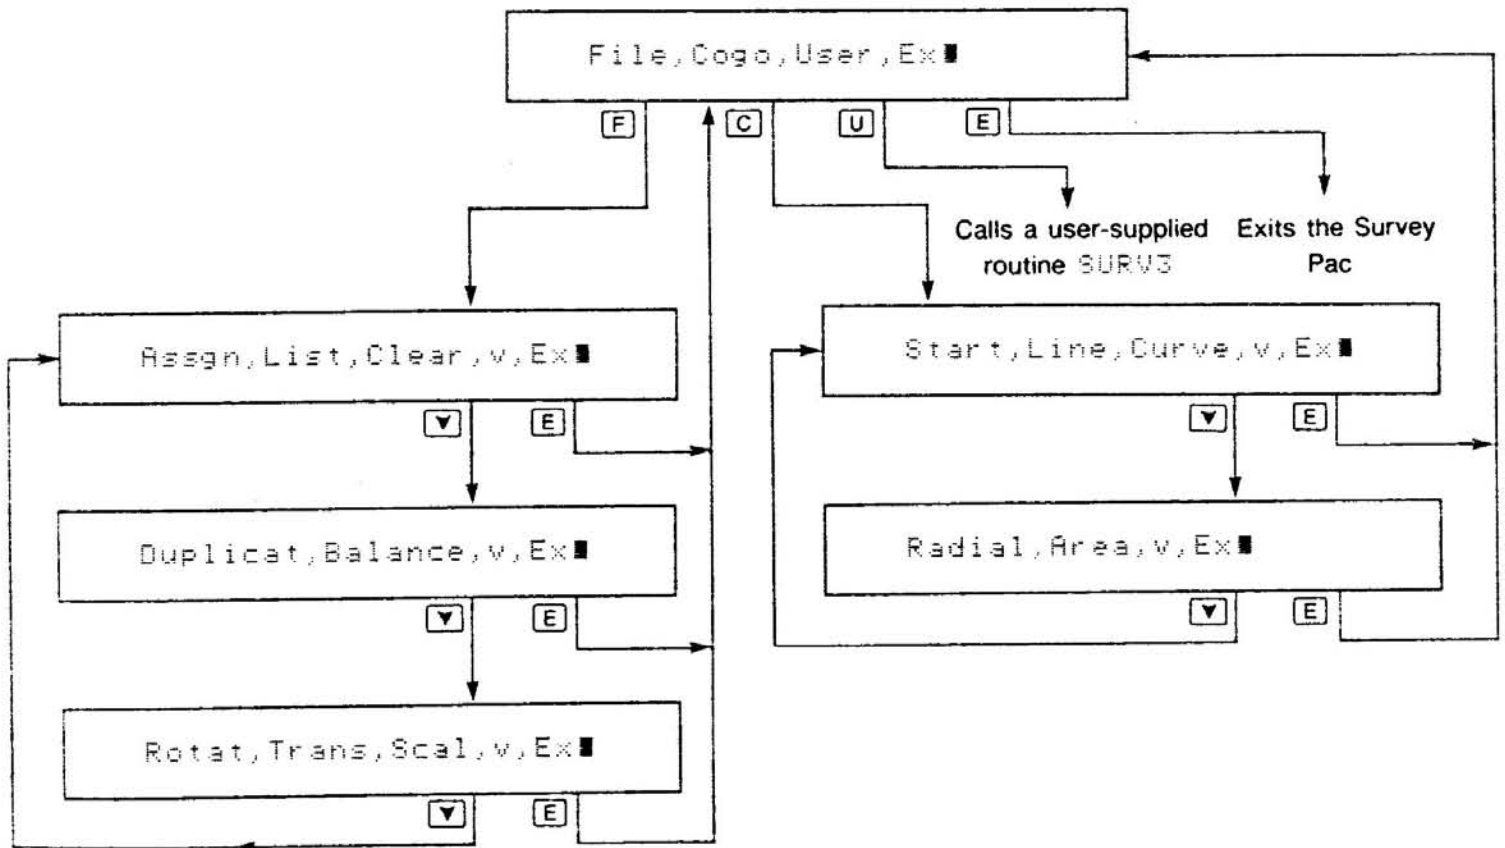 File,Cogo,User,Ex
F C U E
Calls a user-supplied
routine SURV3
Exits the Survey
Pac
Assgn,List,Clear,v,Ex
▼ E
Start,Line,Curve,v,Ex
▼ E
Duplicat,Balance,v,Ex
▼ E
Radial,Area,v,Ex
▼ E
Rotat,Trans,Scal,v,Ex
▼ E